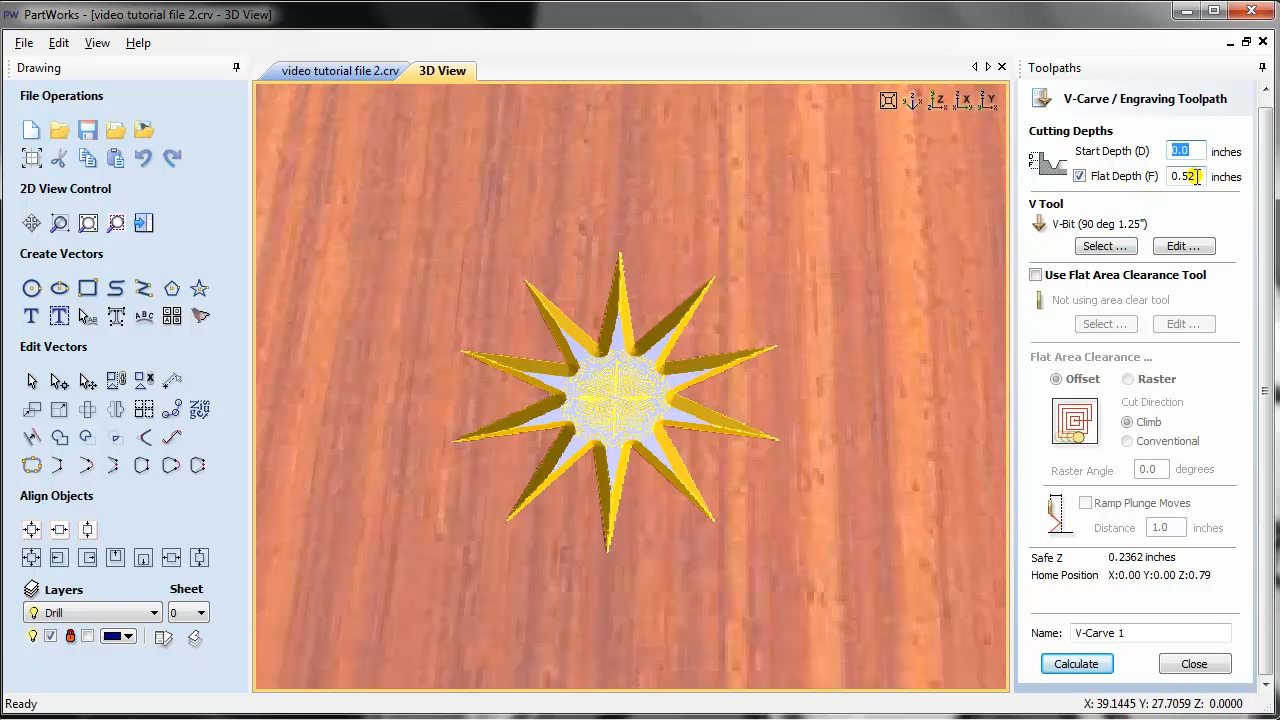 PW PartWorks - [video tutorial file 2.crv - 3D View]
File Edit View Help
Drawing
video tutorial file 2.crv
3D View
Toolpaths
File Operations
2D View Control
Create Vectors
Edit Vectors
Align Objects
Layers
Sheet
Drill
0
V-Carve / Engraving Toolpath
Cutting Depths
Start Depth (D) 0.0 inches
Flat Depth (F) 0.52 inches
V Tool
V-Bit (90 deg 1.25")
Select ... Edit ...
Use Flat Area Clearance Tool
Not using area clear tool
Select ... Edit ...
Flat Area Clearance ...
Offset Raster
Cut Direction
Climb
Conventional
Raster Angle 0.0 degrees
Ramp Plunge Moves
Distance 1.0 inches
Safe Z 0.2362 inches
Home Position X:0.00 Y:0.00 Z:0.79
Name: V-Carve 1
Calculate Close
Ready
X: 39.1445 Y: 27.7059 Z: 0.0000